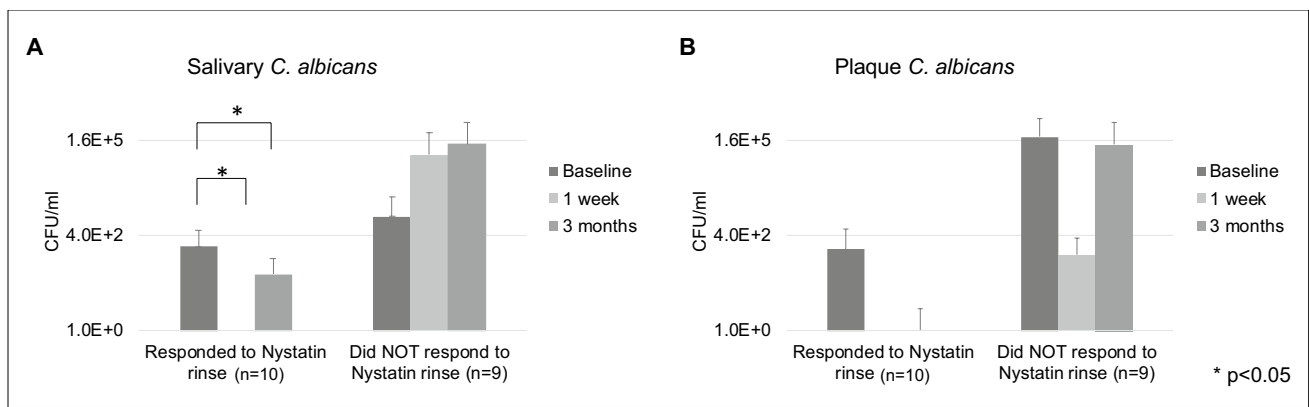 A
Salivary C. albicans
*
*
1.6E+5
4.0E+2
1.0E+0
CFU/ml
Baseline
1 week
3 months
Responded to Nystatin
rinse (n=10)
Did NOT respond to
Nystatin rinse (n=9)
B
Plaque C. albicans
1.6E+5
4.0E+2
1.0E+0
CFU/ml
Baseline
1 week
3 months
Responded to Nystatin
rinse (n=10)
Did NOT respond to
Nystatin rinse (n=9)
* p<0.05